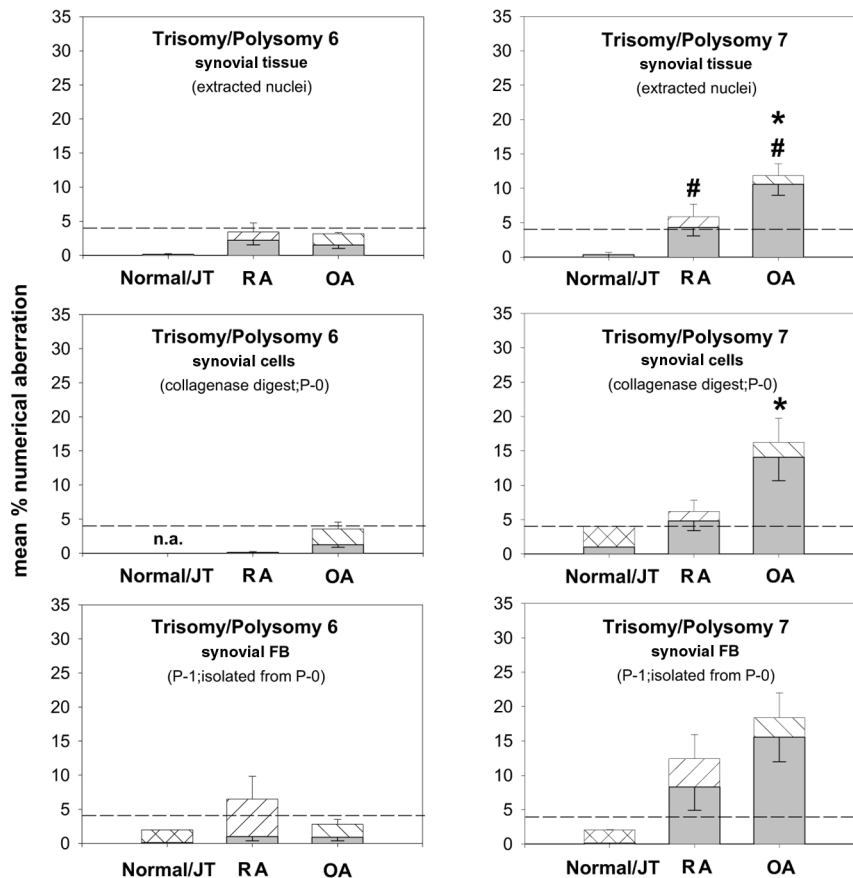 mean % numerical aberration
35
30
25
20
15
10
5
0
Trisomy/Polysomy 6
synovial tissue
(extracted nuclei)
Normal/JT RA OA
35
30
25
20
15
10
5
0
Trisomy/Polysomy 7
synovial tissue
(extracted nuclei)
*
# #
Normal/JT RA OA
35
30
25
20
15
10
5
0
Trisomy/Polysomy 6
synovial cells
(collagenase digest;P-0)
n.a.
Normal/JT RA OA
35
30
25
20
15
10
5
0
Trisomy/Polysomy 7
synovial cells
(collagenase digest;P-0)
*
Normal/JT RA OA
35
30
25
20
15
10
5
0
Trisomy/Polysomy 6
synovial FB
(P-1;isolated from P-0)
Normal/JT RA OA
35
30
25
20
15
10
5
0
Trisomy/Polysomy 7
synovial FB
(P-1;isolated from P-0)
Normal/JT RA OA